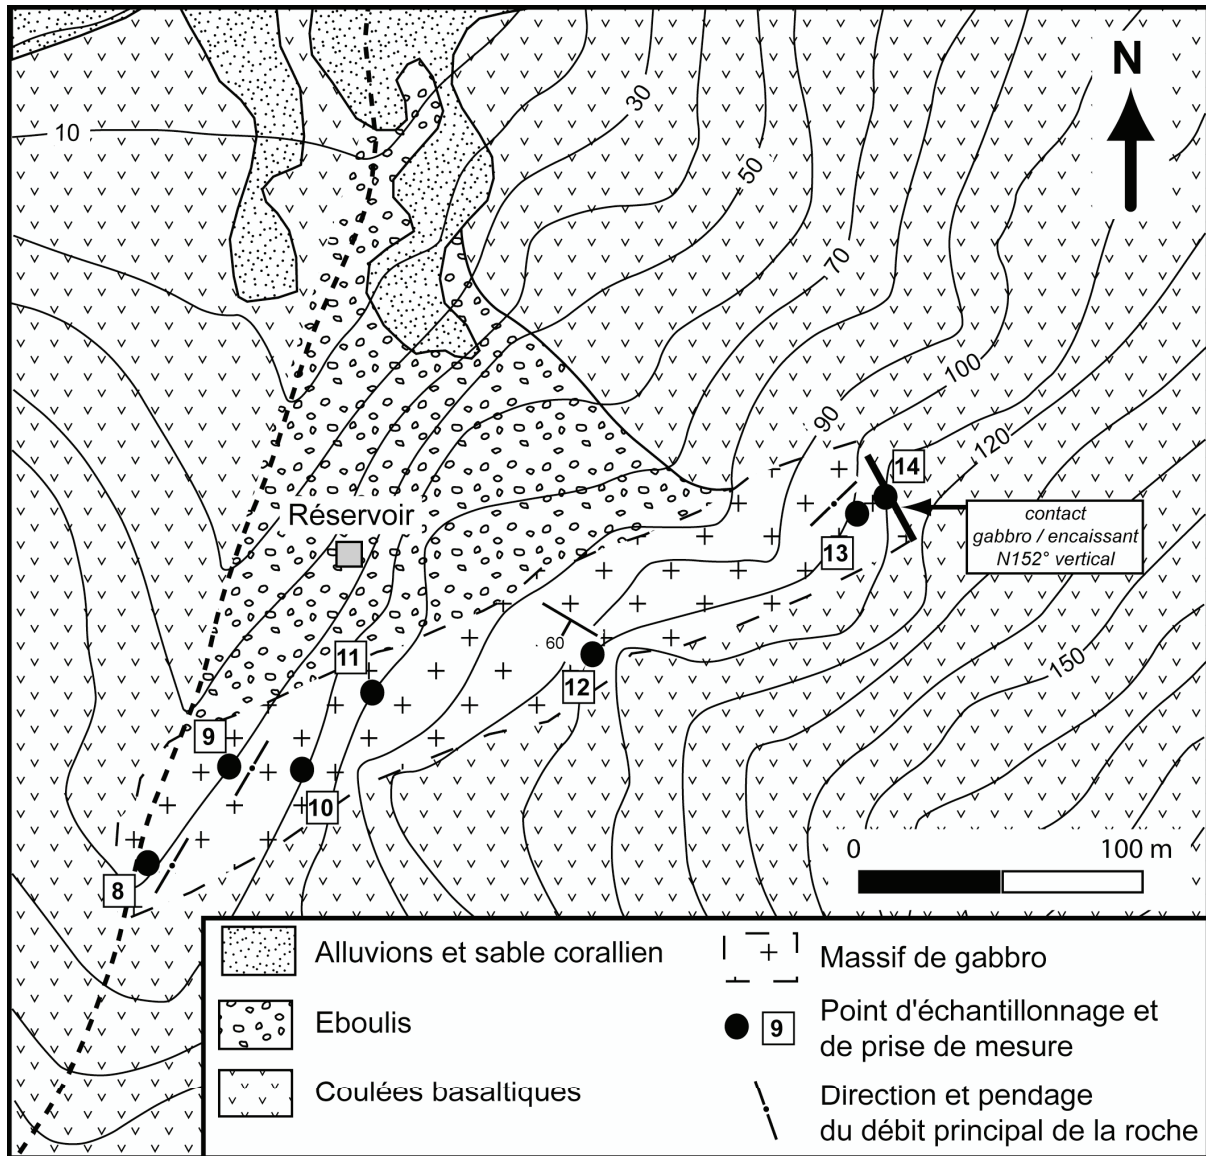 N
10
30
50
70
90
100
120
150
14
contact
gabbro / encaissant
N152° vertical
13
Réservoir
11
60
12
9
10
8
0
100 m
Alluvions et sable corallien
Eboulis
Coulées basaltiques
Massif de gabbro
9
Point d'échantillonnage et
de prise de mesure
Direction et pendage
du débit principal de la roche